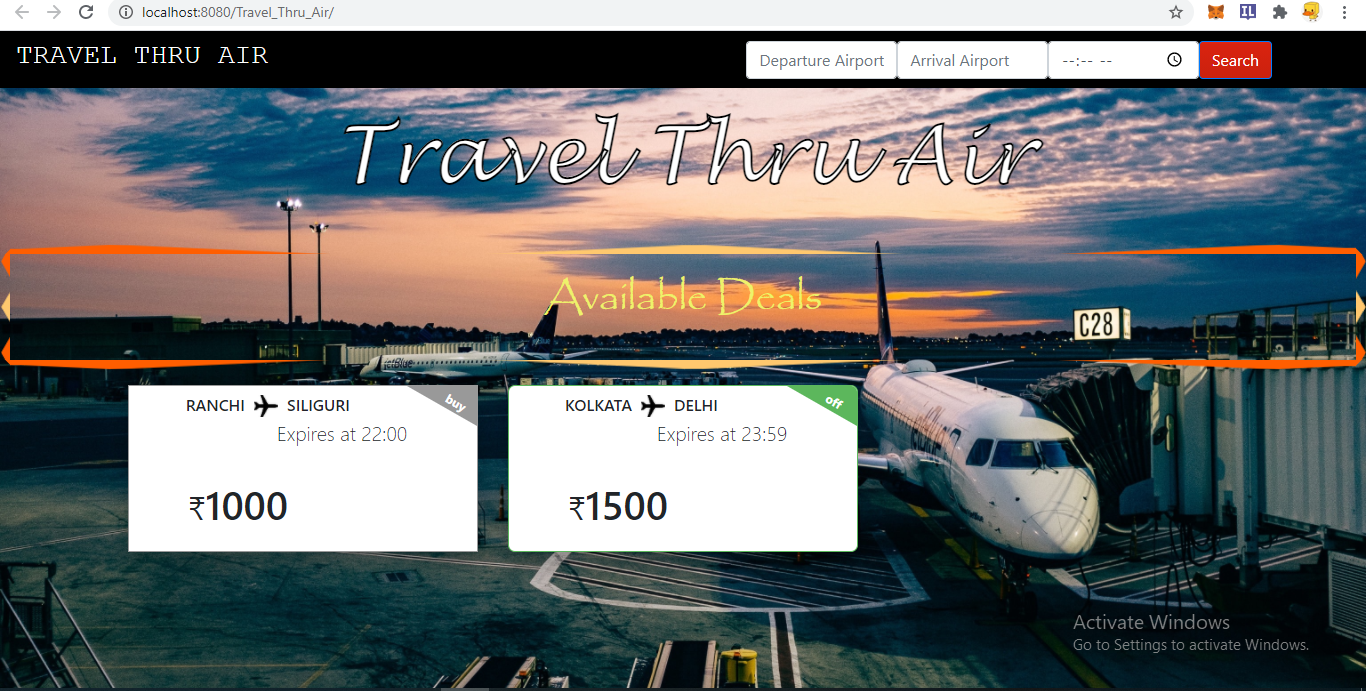 localhost:8080/Travel_Thru_Air/
TRAVEL THRU AIR
Departure Airport
Arrival Airport
--:-- --
Search
Travel Thru Air
Available Deals
C28
jetBlue
RANCHI SILIGURI
buy
Expires at 22:00
₹1000
KOLKATA DELHI
off
Expires at 23:59
₹1500
Activate Windows
Go to Settings to activate Windows.